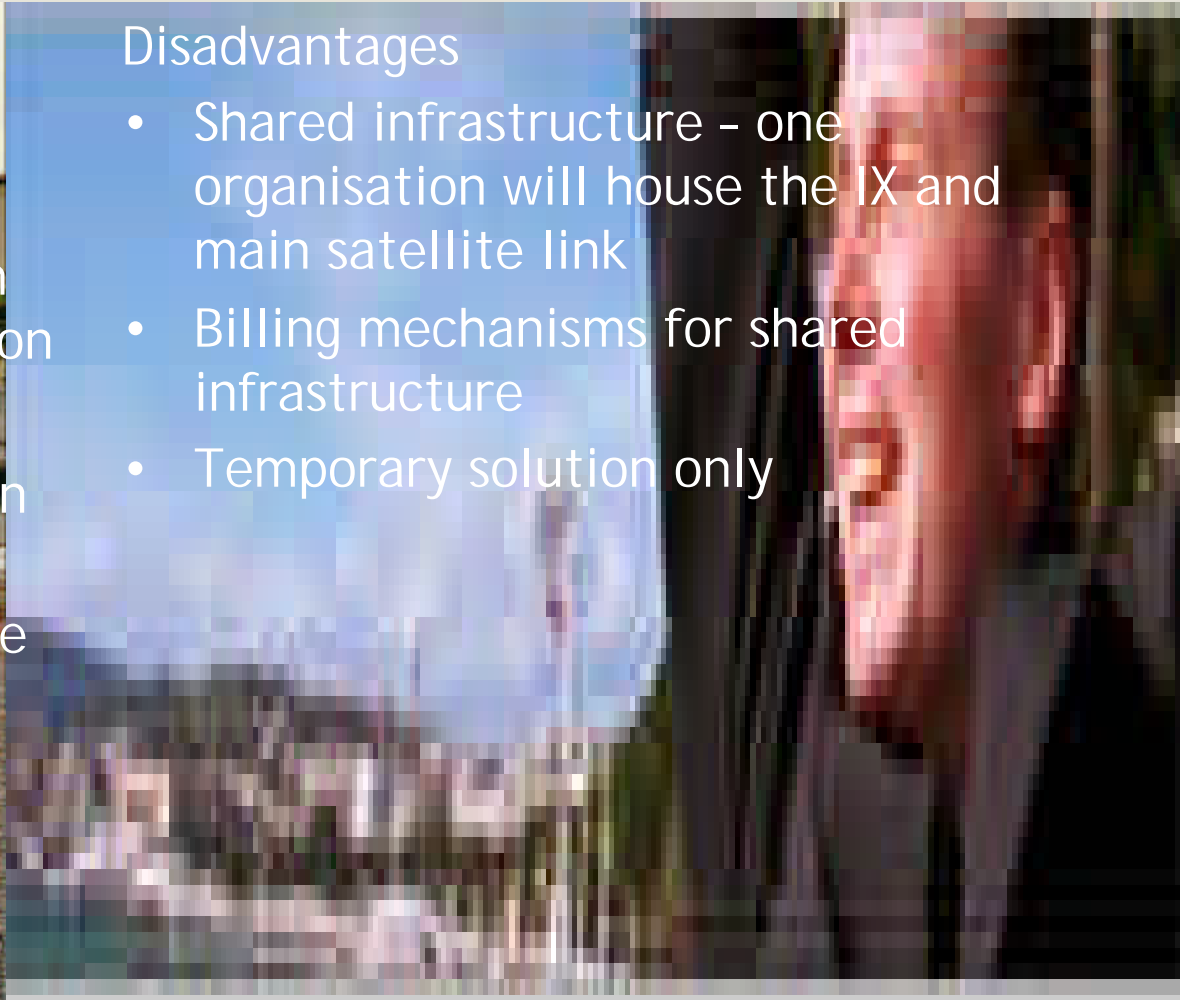 Disadvantages
• Shared infrastructure - one
organisation will house the IX and
main satellite link
• Billing mechanisms for shared
infrastructure
• Temporary solution only
on
n
e